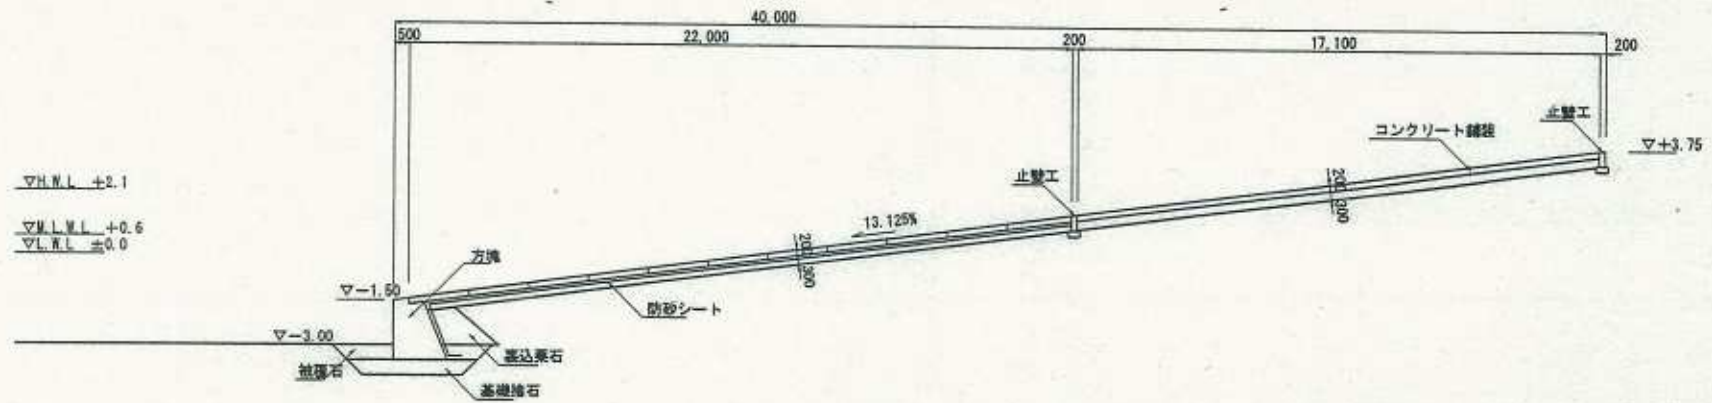 40,000
500 22,000 200 17,100 200
止壁工
コンクリート舗装
▽+3.75
▽H.W.L +2.1
止壁工
▽M.L.W.L +0.6
13.125%
▽L.W.L ±0.0
200
300
200
300
方塊
▽-1.50
防砂シート
▽-3.00
裏込栗石
被覆石
基礎捨石